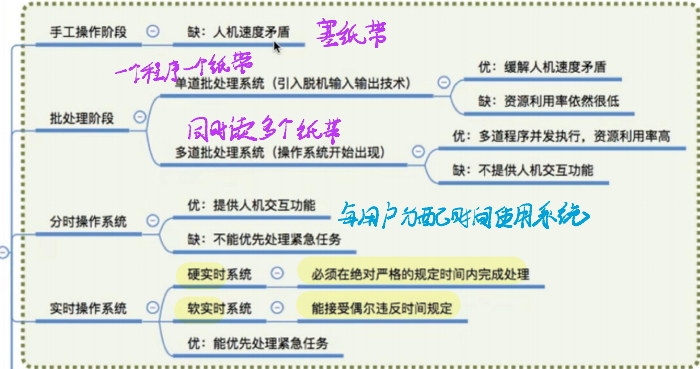 手工操作阶段
缺：人机速度矛盾
塞纸带
一个程序一个纸带
批处理阶段
单道批处理系统（引入脱机输入输出技术）
优：缓解人机速度矛盾
缺：资源利用率依然很低
同时读多个纸带
多道批处理系统（操作系统开始出现）
优：多道程序并发执行，资源利用率高
缺：不提供人机交互功能
分时操作系统
优：提供人机交互功能
每用户分配时间使用系统
缺：不能优先处理紧急任务
实时操作系统
硬实时系统
必须在绝对严格的规定时间内完成处理
软实时系统
能接受偶尔违反时间规定
优：能优先处理紧急任务